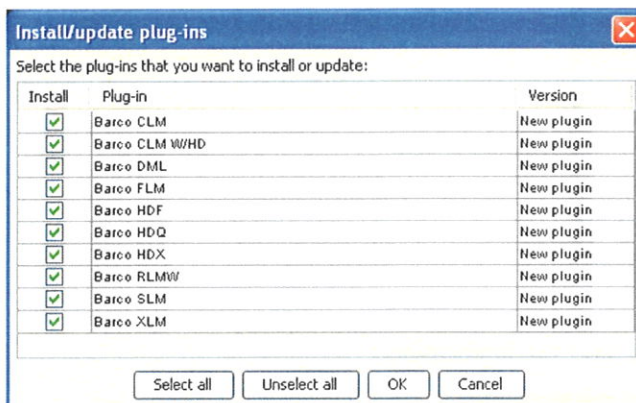 Install/update plug-ins
Select the plug-ins that you want to install or update:
Install Plug-in Version
Barco CLM New plugin
Barco CLM W/HD New plugin
Barco DML New plugin
Barco FLM New plugin
Barco HDF New plugin
Barco HDQ New plugin
Barco HDX New plugin
Barco RLMW New plugin
Barco SLM New plugin
Barco XLM New plugin
Select all Unselect all OK Cancel